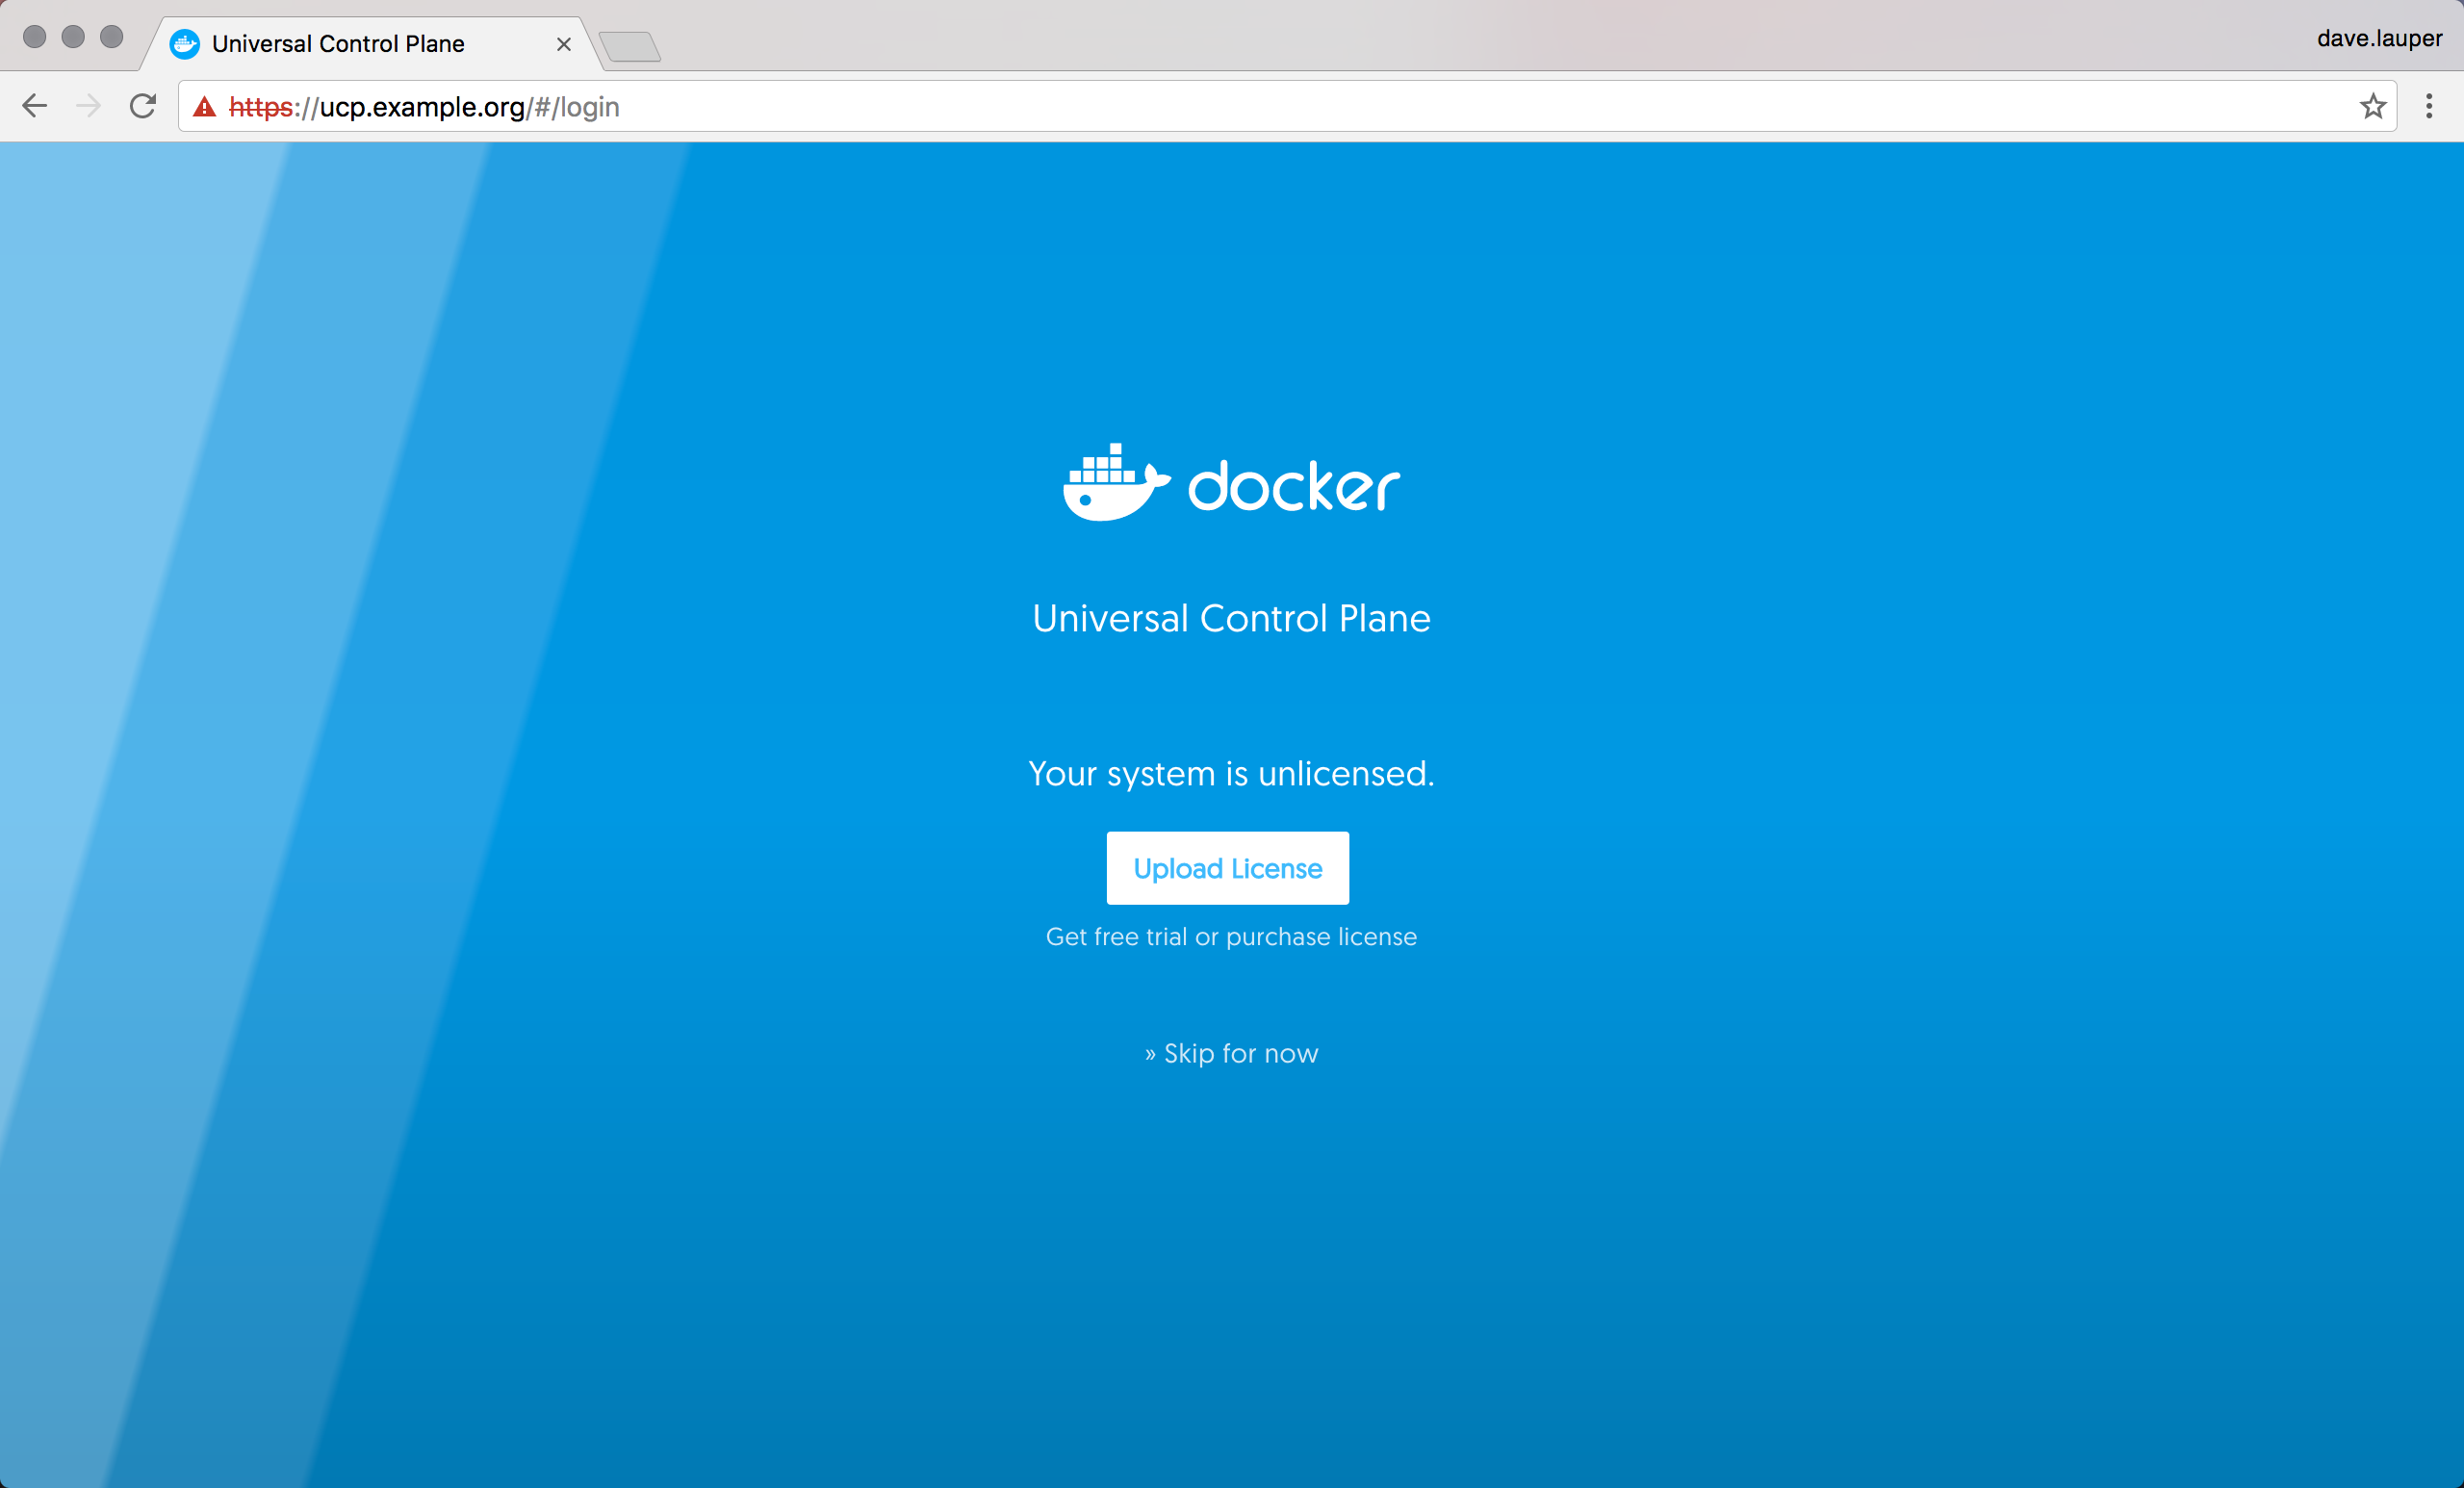 Universal Control Plane
dave.lauper
https://ucp.example.org/#/login
docker
Universal Control Plane
Your system is unlicensed.
Upload License
Get free trial or purchase license
» Skip for now